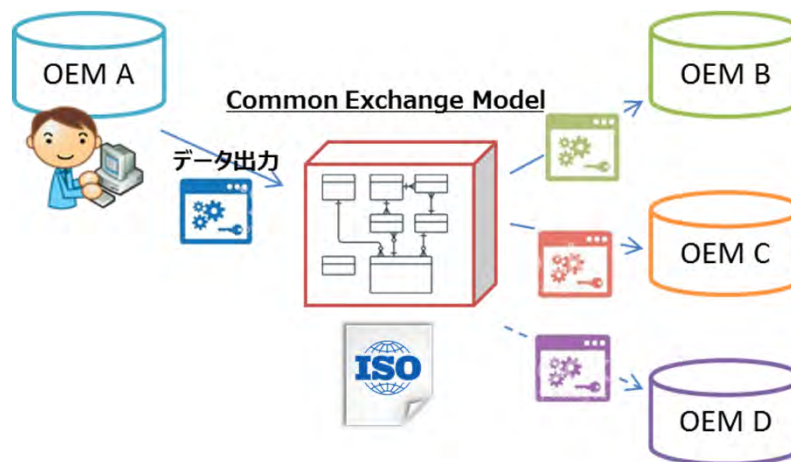 OEM A
Common Exchange Model
データ出力
ISO
OEM B
OEM C
OEM D